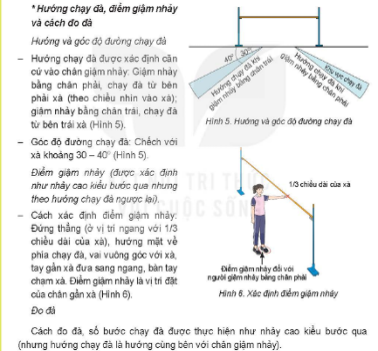 * Hướng chạy đà, điểm giậm nhảy
và cách đo đà
Hướng và góc độ đường chạy đà
– Hướng chạy đà được xác định căn
cứ vào chân giậm nhảy: Giậm nhảy
bằng chân phải, chạy đà từ bên
phải xà (theo chiều nhìn vào xà);
giậm nhảy bằng chân trái, chạy đà
từ bên trái xà (Hình 5).
– Góc độ đường chạy đà: Chếch với
xà khoảng 30 – 40° (Hình 5).
Điểm giậm nhảy (được xác định
như nhảy cao kiểu bước qua nhưng
theo hướng chạy đà ngược lại).
– Cách xác định điểm giậm nhảy:
Đứng thẳng (ở vị trí ngang với 1/3
chiều dài của xà), hướng mặt về
phía chạy đà, vai vuông góc với xà,
tay gần xà đưa sang ngang, bàn tay
chạm xà. Điểm giậm nhảy là vị trí đặt
của chân gần xà (Hình 6).
Đo đà
40° 30°
Hướng chạy đà khi
giậm nhảy bằng chân trái
Hướng chạy đà khi
giậm nhảy bằng chân phải
Khu vực chạy đà
Hình 5. Hướng và góc độ đường chạy đà
1/3 chiều dài của xà
Điểm giậm nhảy đối với
người giậm nhảy bằng chân phải
Hình 6. Xác định điểm giậm nhảy
Cách đo đà, số bước chạy đà được thực hiện như nhảy cao kiểu bước qua
(nhưng hướng chạy đà là hướng cùng bên với chân giậm nhảy).